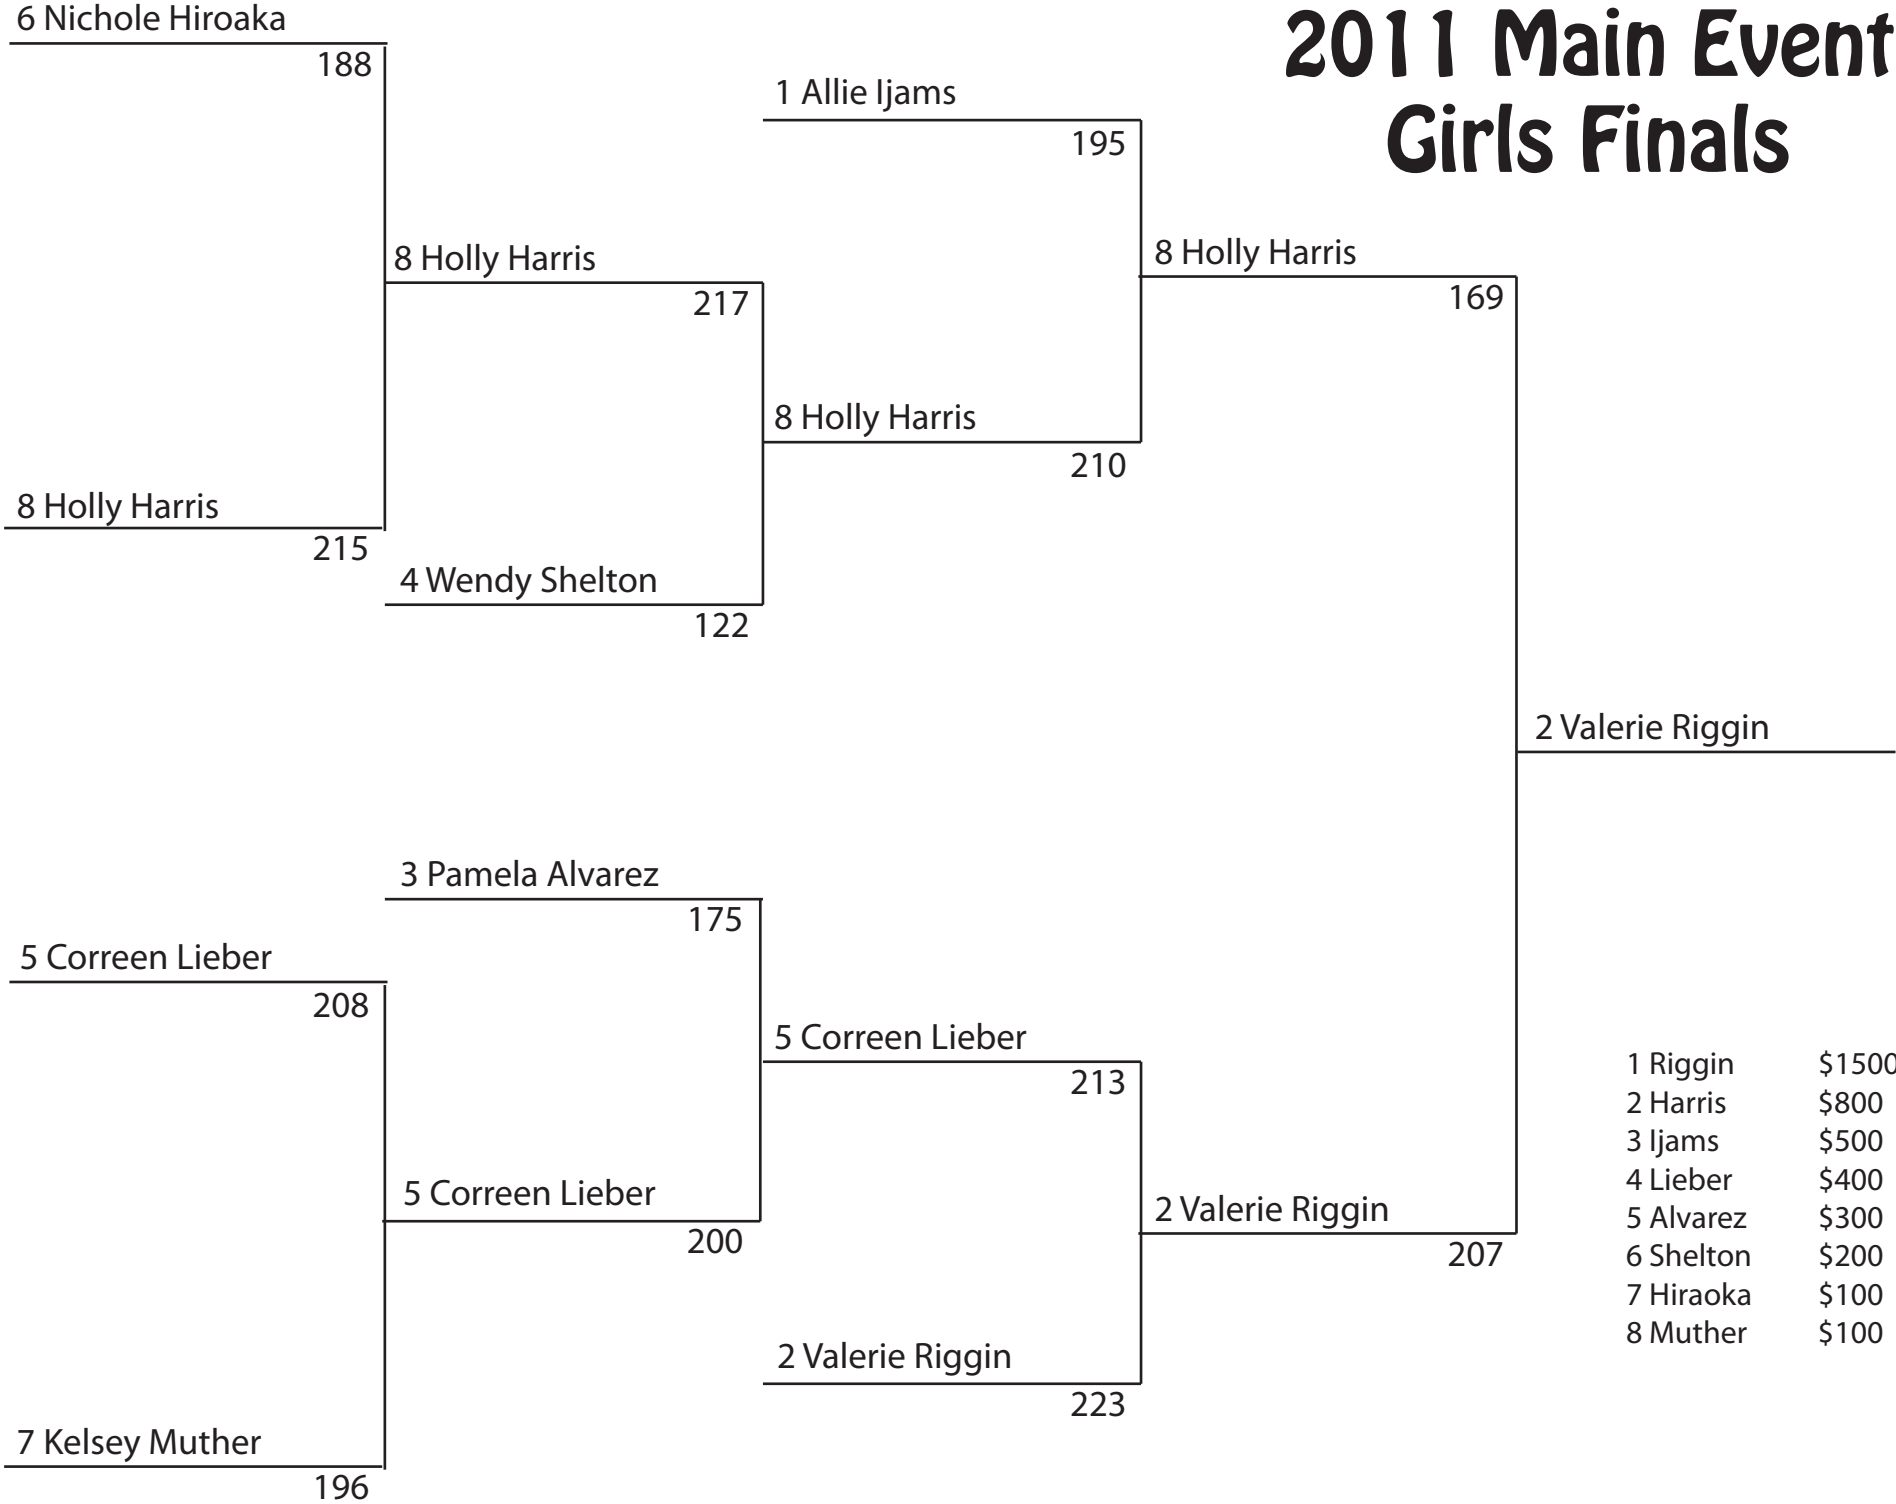 2011 Main Event
Girls Finals
6 Nichole Hiroaka
188
8 Holly Harris
215
8 Holly Harris
217
4 Wendy Shelton
122
1 Allie Ijams
195
8 Holly Harris
210
8 Holly Harris
169
2 Valerie Riggin
3 Pamela Alvarez
175
5 Correen Lieber
208
7 Kelsey Muther
196
5 Correen Lieber
200
5 Correen Lieber
213
2 Valerie Riggin
223
2 Valerie Riggin
207
1 Riggin $1500
2 Harris $800
3 Ijams $500
4 Lieber $400
5 Alvarez $300
6 Shelton $200
7 Hiraoka $100
8 Muther $100